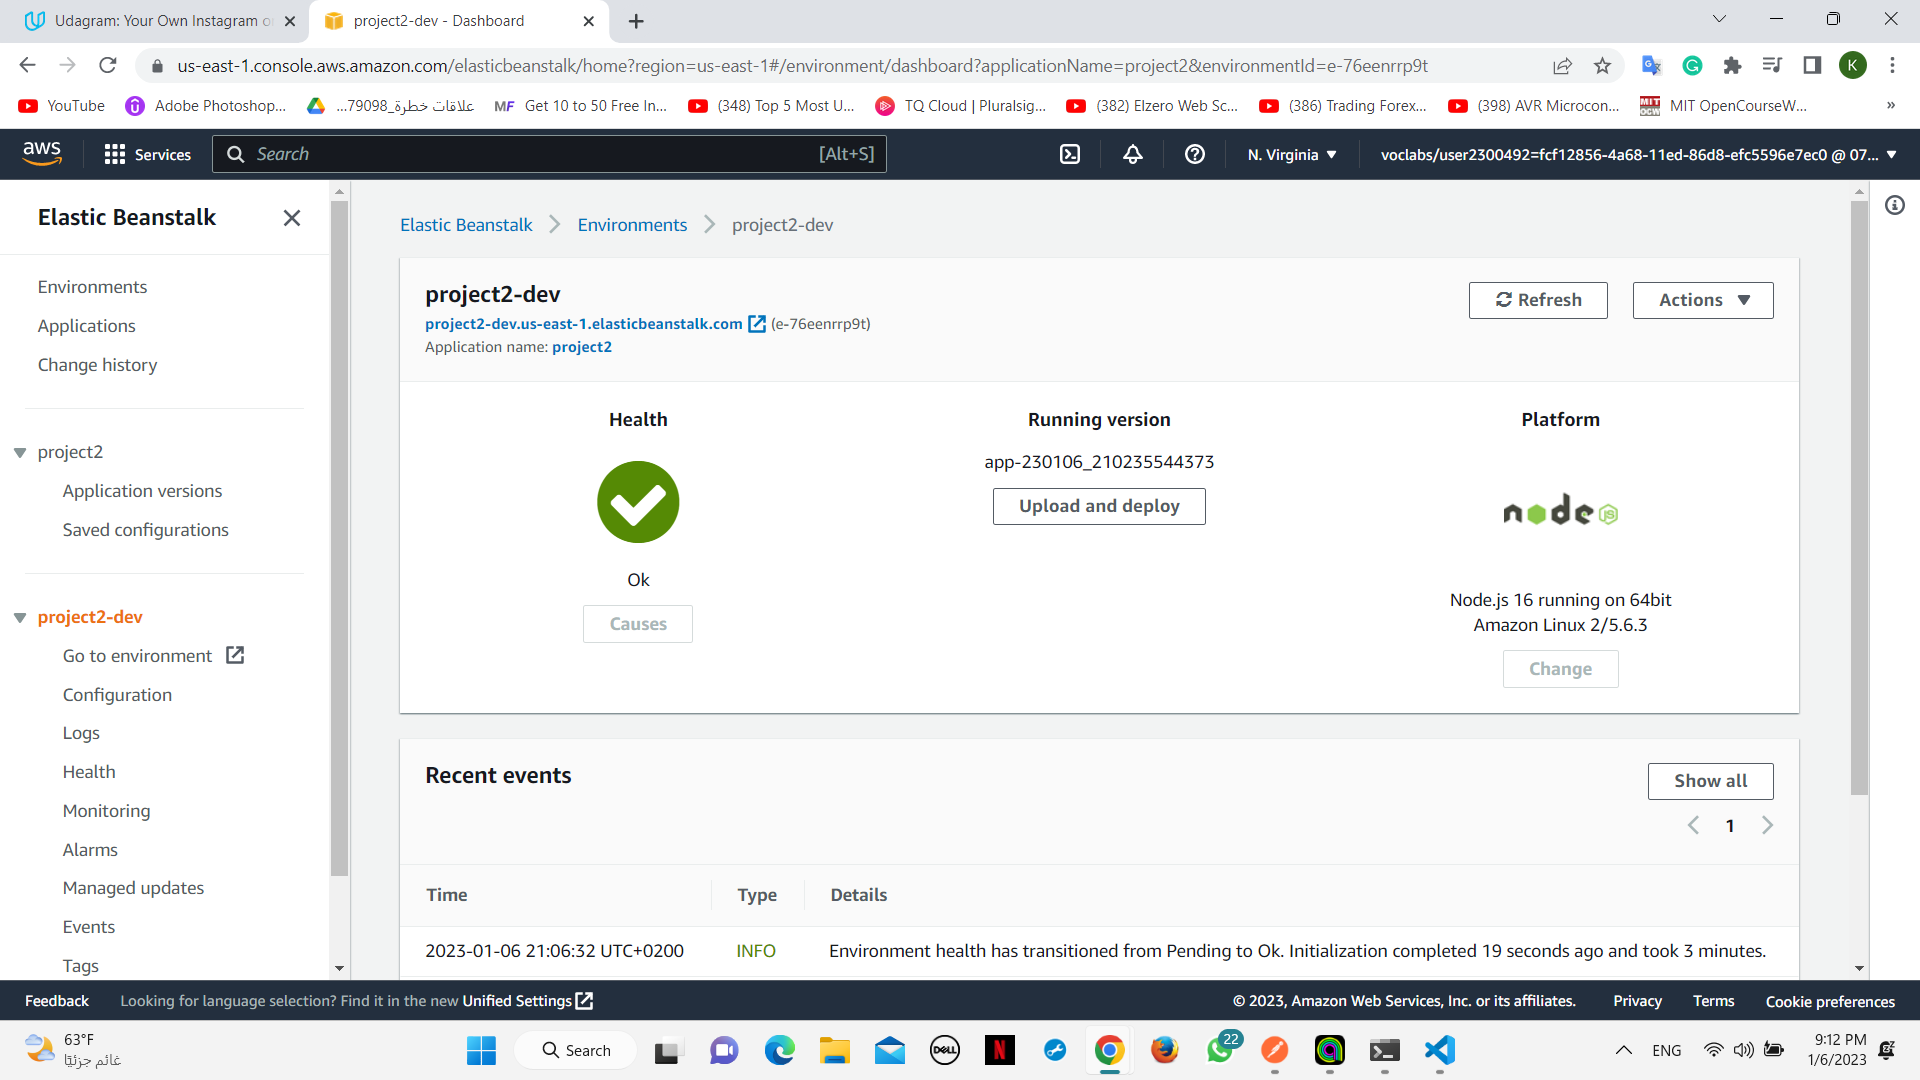 Udagram: Your Own Instagram o
project2-dev - Dashboard
us-east-1.console.aws.amazon.com/elasticbeanstalk/home?region=us-east-1#/environment/dashboard?applicationName=project2&environmentId=e-76eenrrp9t
K
YouTube
Adobe Photoshop...
علاقات خطرة_79098...
MF Get 10 to 50 Free In...
(348) Top 5 Most U...
TQ Cloud | Pluralsig...
(382) Elzero Web Sc...
(386) Trading Forex...
(398) AVR Microcon...
MIT OCW MIT OpenCourseW...
»
aws
Services
Search [Alt+S]
N. Virginia
voclabs/user2300492=fcf12856-4a68-11ed-86d8-efc5596e7ec0 @ 07...
Elastic Beanstalk
Environments
Applications
Change history
project2
Application versions
Saved configurations
project2-dev
Go to environment
Configuration
Logs
Health
Monitoring
Alarms
Managed updates
Events
Tags
Elastic Beanstalk > Environments > project2-dev
project2-dev
project2-dev.us-east-1.elasticbeanstalk.com (e-76eenrrp9t)
Application name: project2
Refresh
Actions
Health
Ok
Causes
Running version
app-230106_210235544373
Upload and deploy
Platform
node JS
Node.js 16 running on 64bit
Amazon Linux 2/5.6.3
Change
Recent events
Show all
1
Time Type Details
2023-01-06 21:06:32 UTC+0200 INFO Environment health has transitioned from Pending to Ok. Initialization completed 19 seconds ago and took 3 minutes.
Feedback
Looking for language selection? Find it in the new Unified Settings
© 2023, Amazon Web Services, Inc. or its affiliates.
Privacy
Terms
Cookie preferences
63°F
غائم جزئيًا
Search
DELL
N
22
ENG
9:12 PM
1/6/2023